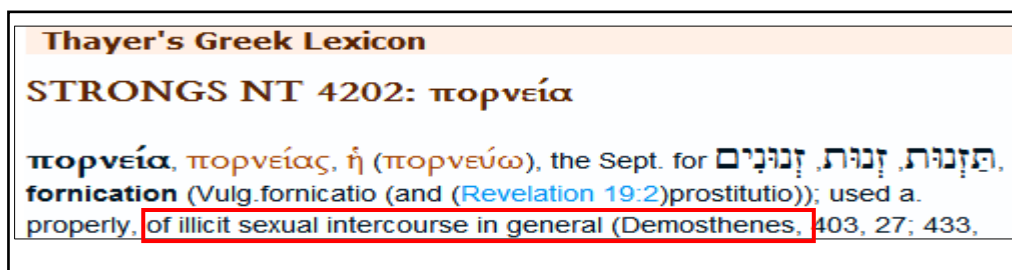 Thayer's Greek Lexicon
STRONGS NT 4202: πορνεία
πορνεία, πορνείας, ἡ (πορνεύω), the Sept. for תַּזְנוּת, זְנוּת, זְנוּנִים,
fornication (Vulg.fornicatio (and (Revelation 19:2)prostitutio)); used a.
properly, of illicit sexual intercourse in general (Demosthenes, 403, 27; 433,